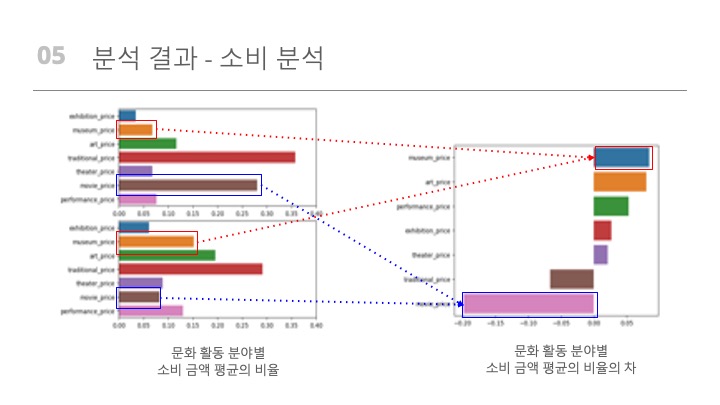 05 분석 결과 - 소비 분석
exhibition_price
museum_price
art_price
traditional_price
theater_price
movie_price
performance_price
0.00 0.05 0.10 0.15 0.20 0.25 0.30 0.35 0.40
exhibition_price
museum_price
art_price
traditional_price
theater_price
movie_price
performance_price
0.00 0.05 0.10 0.15 0.20 0.25 0.30 0.35 0.40
문화 활동 분야별
소비 금액 평균의 비율
museum_price
art_price
performance_price
exhibition_price
theater_price
traditional_price
movie_price
-0.20 -0.15 -0.10 -0.05 0.00 0.05
문화 활동 분야별
소비 금액 평균의 비율의 차